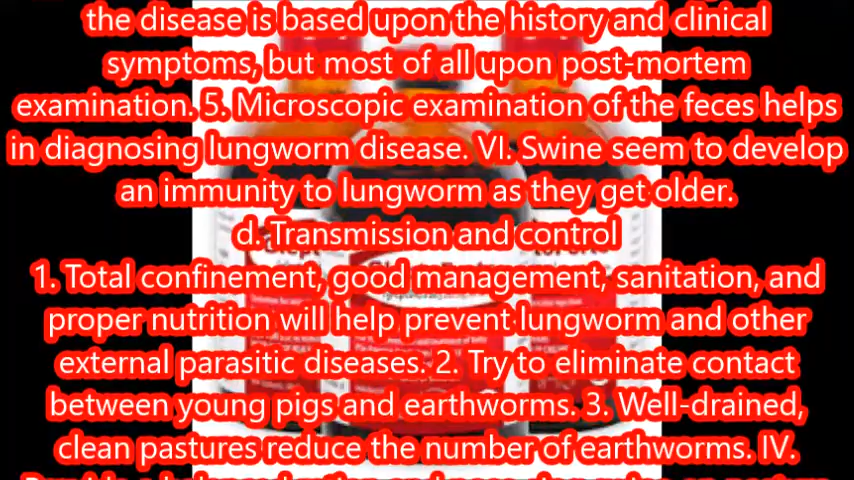 the disease is based upon the history and clinical
symptoms, but most of all upon post-mortem
examination. 5. Microscopic examination of the feces helps
in diagnosing lungworm disease. VI. Swine seem to develop
an immunity to lungworm as they get older.
d. Transmission and control
1. Total confinement, good management, sanitation, and
proper nutrition will help prevent lungworm and other
external parasitic diseases. 2. Try to eliminate contact
between young pigs and earthworms. 3. Well-drained,
clean pastures reduce the number of earthworms. IV.